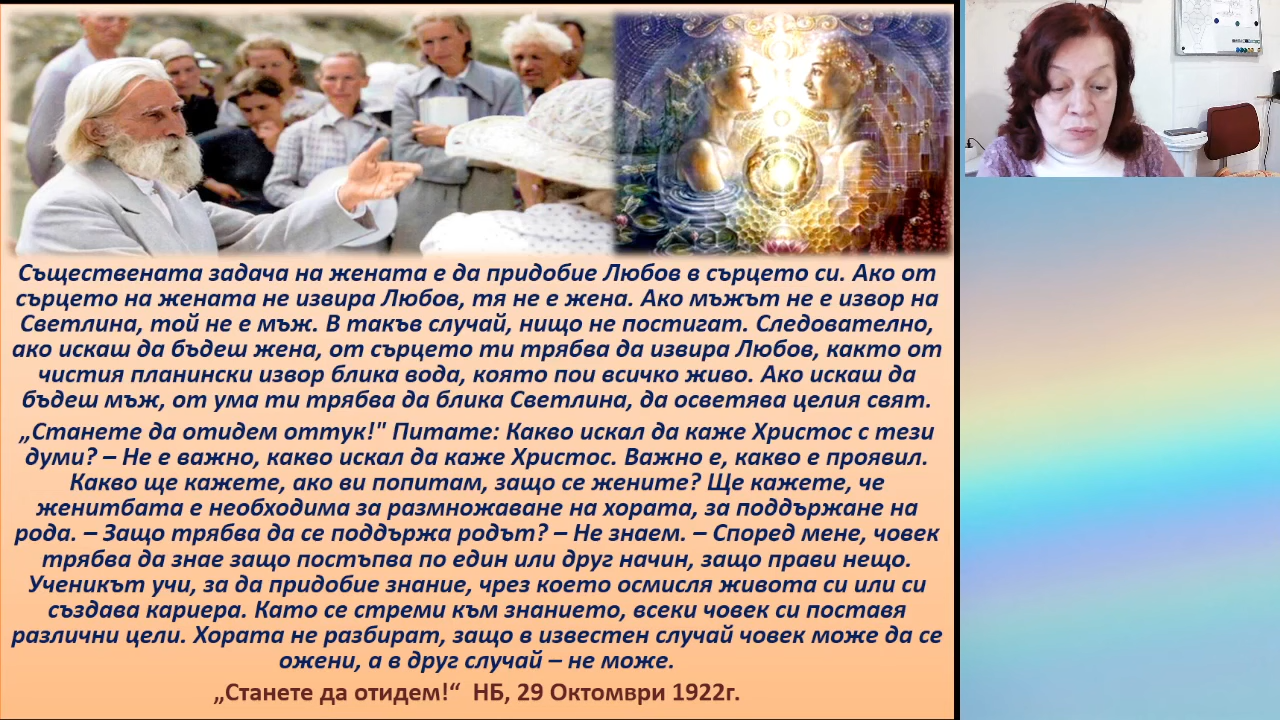 Съществената задача на жената е да придобие Любов в сърцето си. Ако от
сърцето на жената не извира Любов, тя не е жена. Ако мъжът не е извор на
Светлина, той не е мъж. В такъв случай, нищо не постигат. Следователно,
ако искаш да бъдеш жена, от сърцето ти трябва да извира Любов, както от
чистия планински извор блика вода, която пои всичко живо. Ако искаш да
бъдеш мъж, от ума ти трябва да блика Светлина, да осветява целия свят.
„Станете да отидем оттук!" Питате: Какво искал да каже Христос с тези
думи? – Не е важно, какво искал да каже Христос. Важно е, какво е проявил.
Какво ще кажете, ако ви попитам, защо се жените? Ще кажете, че
женитбата е необходима за размножаване на хората, за поддържане на
рода. – Защо трябва да се поддържа родът? – Не знаем. – Според мене, човек
трябва да знае защо постъпва по един или друг начин, защо прави нещо.
Ученикът учи, за да придобие знание, чрез което осмисля живота си или си
създава кариера. Като се стреми към знанието, всеки човек си поставя
различни цели. Хората не разбират, защо в известен случай човек може да се
ожени, а в друг случай – не може.
„Станете да отидем!“ НБ, 29 Октомври 1922г.